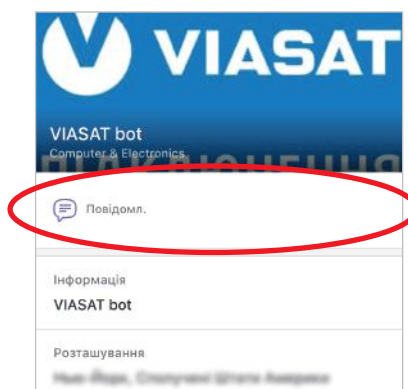 VIASAT
VIASAT bot
Computer & Electronics
Повідомл.
Інформація
VIASAT bot
Розташування